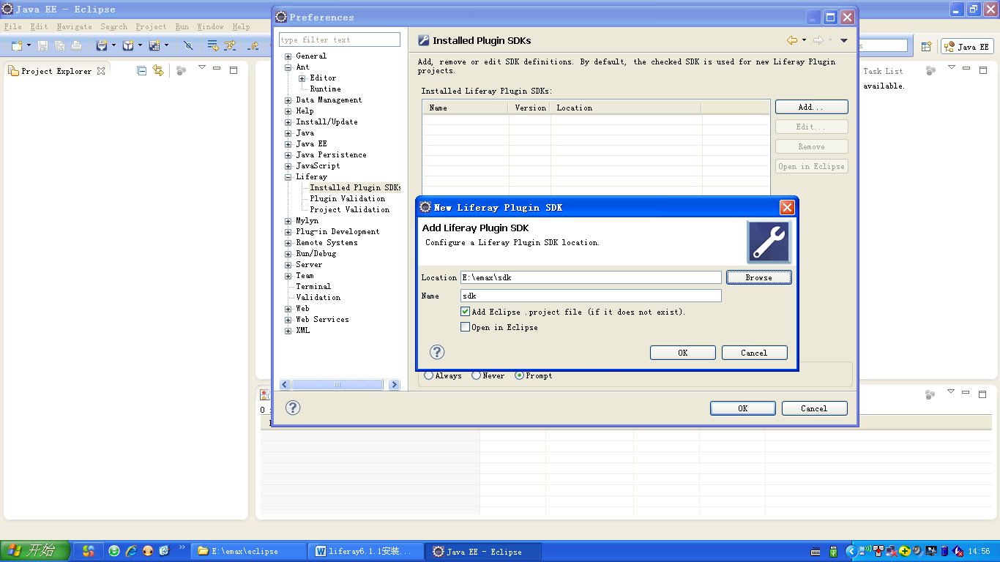 Java EE - Eclipse
File Edit Navigate Search Project Run Window Help
Java EE
Project Explorer
Task List
available.
Preferences
type filter text
General
Ant
Editor
Runtime
Data Management
Help
Install/Update
Java
Java EE
Java Persistence
JavaScript
Liferay
Installed Plugin SDKs
Plugin Validation
Project Validation
Mylyn
Plug-in Development
Remote Systems
Run/Debug
Server
Team
Terminal
Validation
Web
Web Services
XML
Installed Plugin SDKs
Add, remove or edit SDK definitions. By default, the checked SDK is used for new Liferay Plugin
projects.
Installed Liferay Plugin SDKs:
Name Version Location
Add...
Edit...
Remove
Open in Eclipse
New Liferay Plugin SDK
Add Liferay Plugin SDK
Configure a Liferay Plugin SDK location.
Location E:\emax\sdk Browse
Name sdk
Add Eclipse .project file (if it does not exist).
Open in Eclipse
OK Cancel
Always Never Prompt
OK Cancel
开始 E:\emax\eclipse liferay6.1.1安装... Java EE - Eclipse 14:56